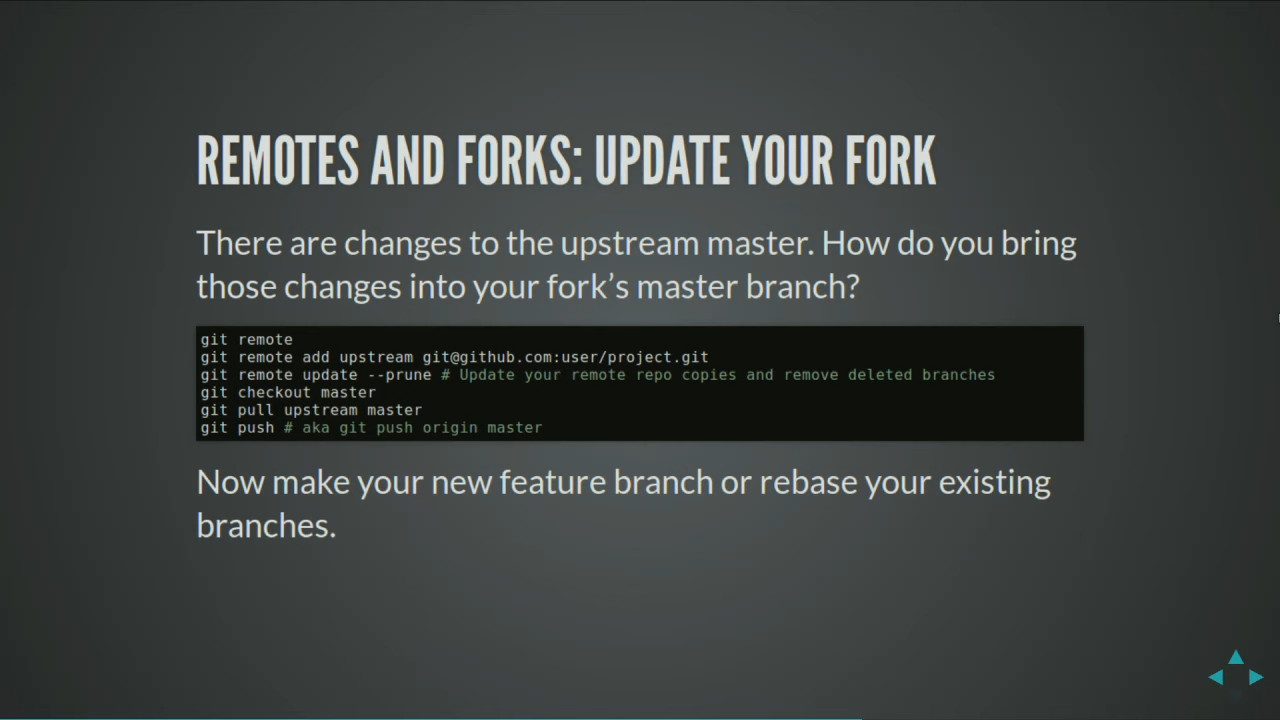 REMOTES AND FORKS: UPDATE YOUR FORK
There are changes to the upstream master. How do you bring
those changes into your fork’s master branch?
git remote
git remote add upstream git@github.com:user/project.git
git remote update --prune # Update your remote repo copies and remove deleted branches
git checkout master
git pull upstream master
git push # aka git push origin master
Now make your new feature branch or rebase your existing
branches.